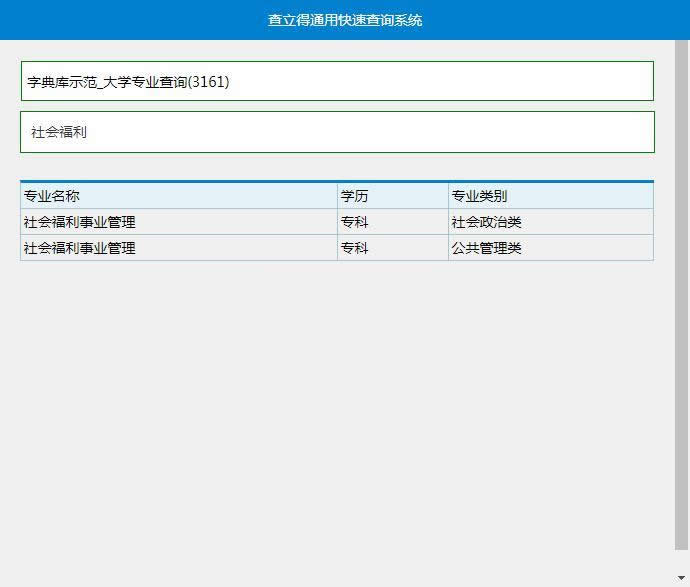 查立得通用快速查询系统
字典库示范_大学专业查询(3161)
社会福利
专业名称 学历 专业类别
社会福利事业管理 专科 社会政治类
社会福利事业管理 专科 公共管理类